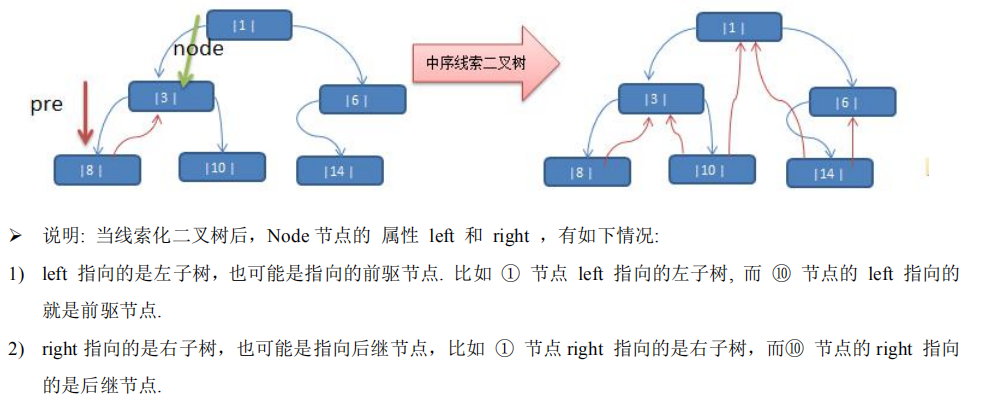 |1 |
node
|3 |
|6 |
pre
|8 |
|10 |
|14 |
中序线索二叉树
|1 |
|3 |
|6 |
|8 |
|10 |
|14 |
➢ 说明: 当线索化二叉树后，Node 节点的 属性 left 和 right ，有如下情况:
1) left 指向的是左子树，也可能是指向的前驱节点. 比如 ① 节点 left 指向的左子树, 而 ⑩ 节点的 left 指向的
就是前驱节点.
2) right 指向的是右子树，也可能是指向后继节点，比如 ① 节点 right 指向的是右子树，而⑩ 节点的 right 指向
的是后继节点.